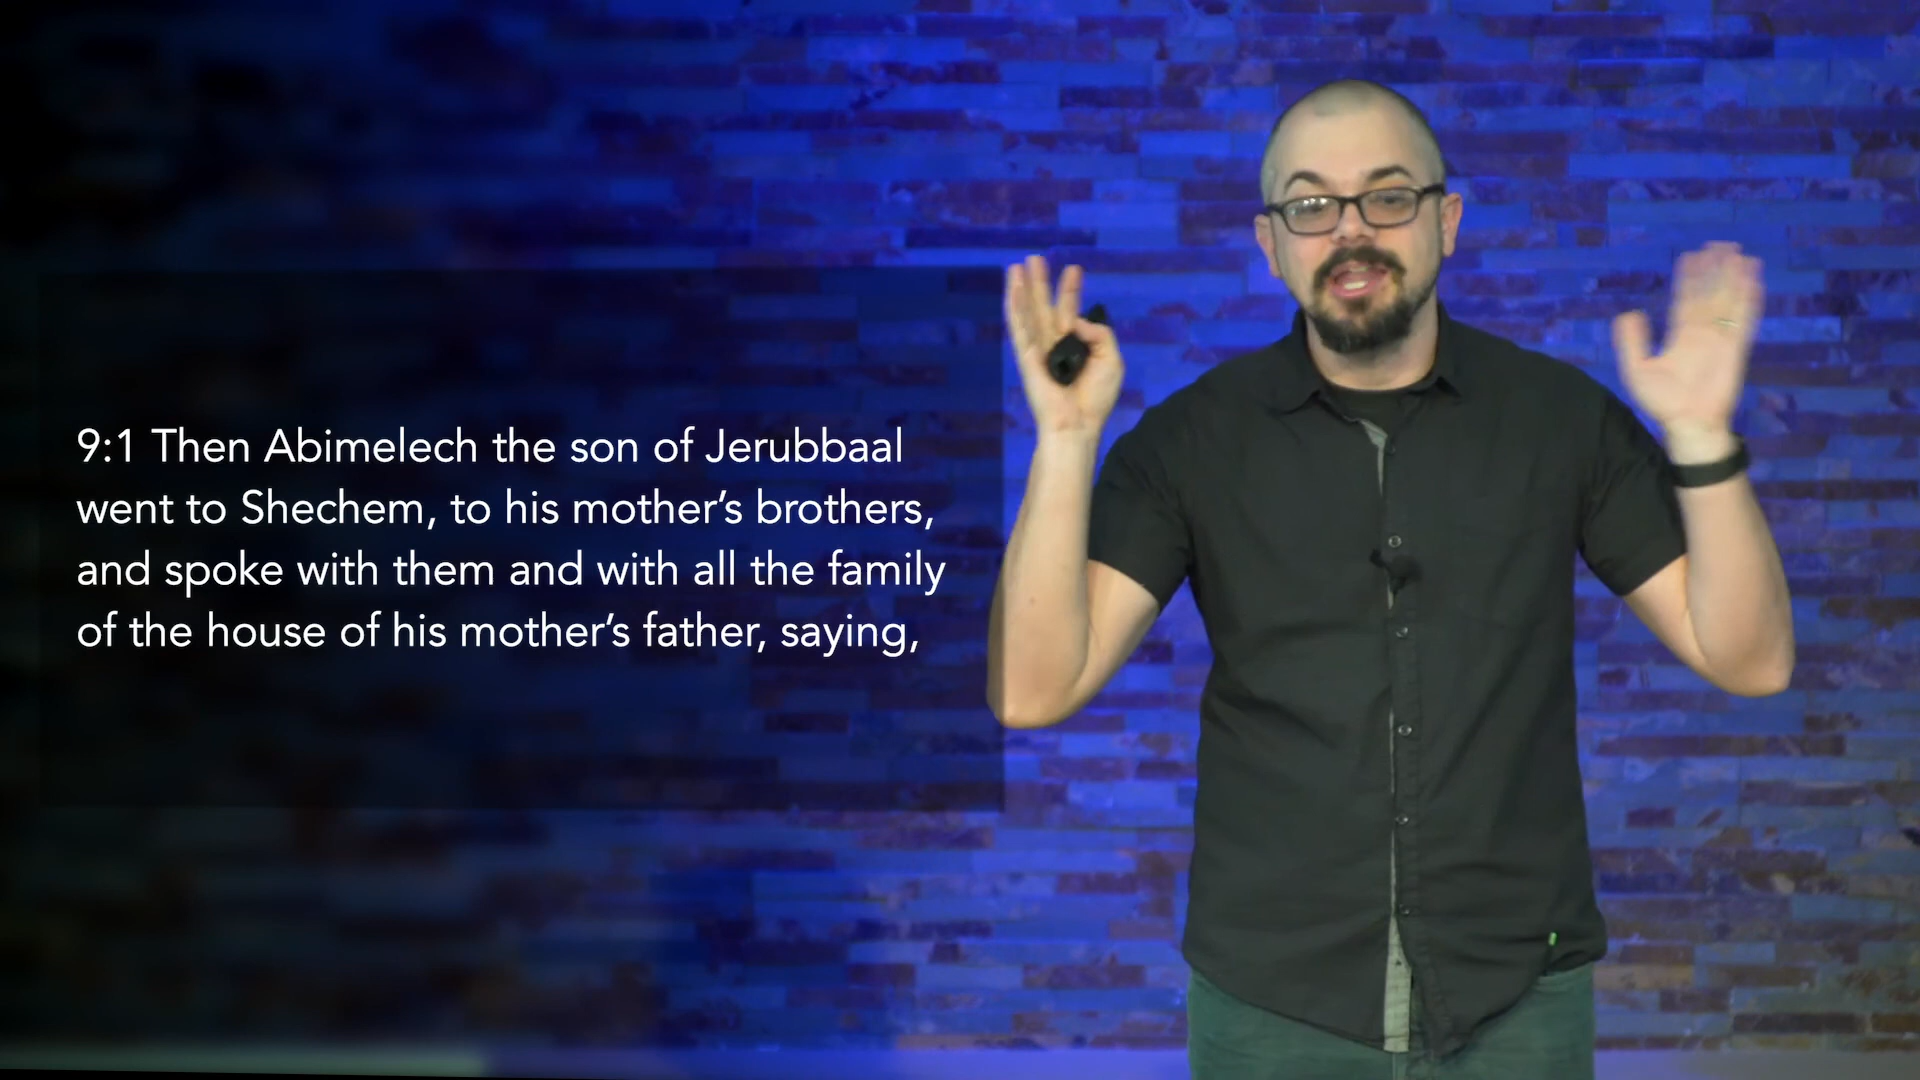 9:1 Then Abimelech the son of Jerubbaal
went to Shechem, to his mother’s brothers,
and spoke with them and with all the family
of the house of his mother’s father, saying,